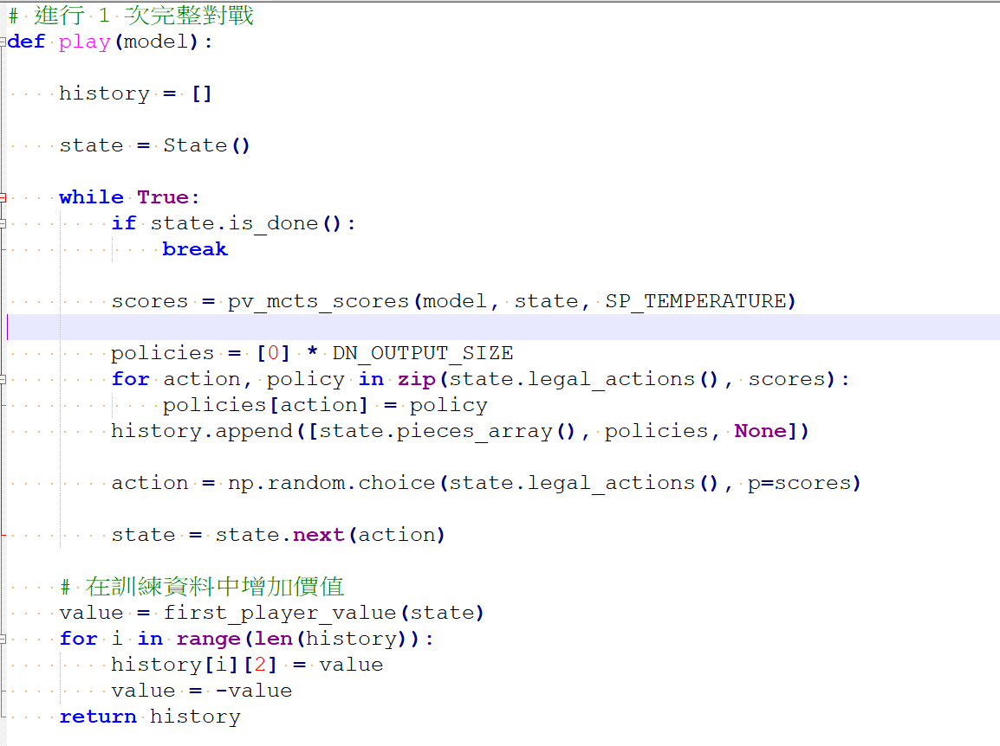 # 進行 1 次完整對戰
def play(model):
    history = []
    state = State()
    while True:
        if state.is_done():
            break
        scores = pv_mcts_scores(model, state, SP_TEMPERATURE)
        policies = [0] * DN_OUTPUT_SIZE
        for action, policy in zip(state.legal_actions(), scores):
            policies[action] = policy
        history.append([state.pieces_array(), policies, None])
        action = np.random.choice(state.legal_actions(), p=scores)
        state = state.next(action)
    # 在訓練資料中增加價值
    value = first_player_value(state)
    for i in range(len(history)):
        history[i][2] = value
        value = -value
    return history